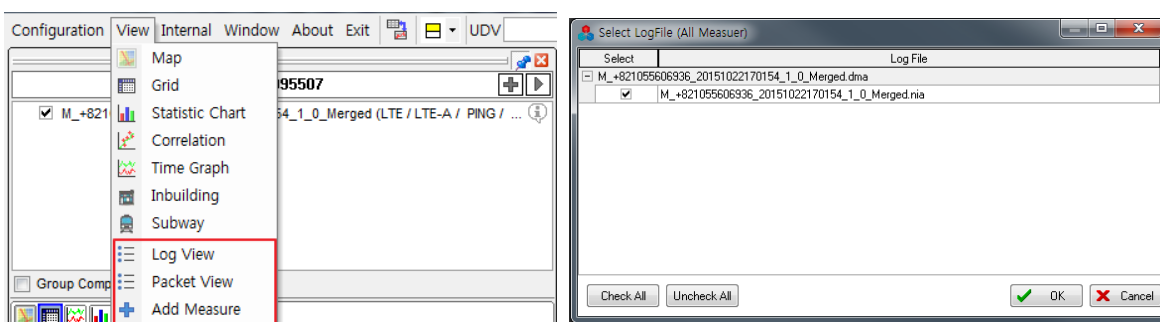 Configuration View Internal Window About Exit UDV
Map
Grid
Statistic Chart
Correlation
Time Graph
Inbuilding
Subway
Log View
Packet View
Add Measure
095507
M_+821 54_1_0_Merged (LTE / LTE-A / PING / ...
Group Comp
Select LogFile (All Measuer)
Select Log File
M_+821055606936_20151022170154_1_0_Merged.dma
M_+821055606936_20151022170154_1_0_Merged.nia
Check All Uncheck All OK Cancel